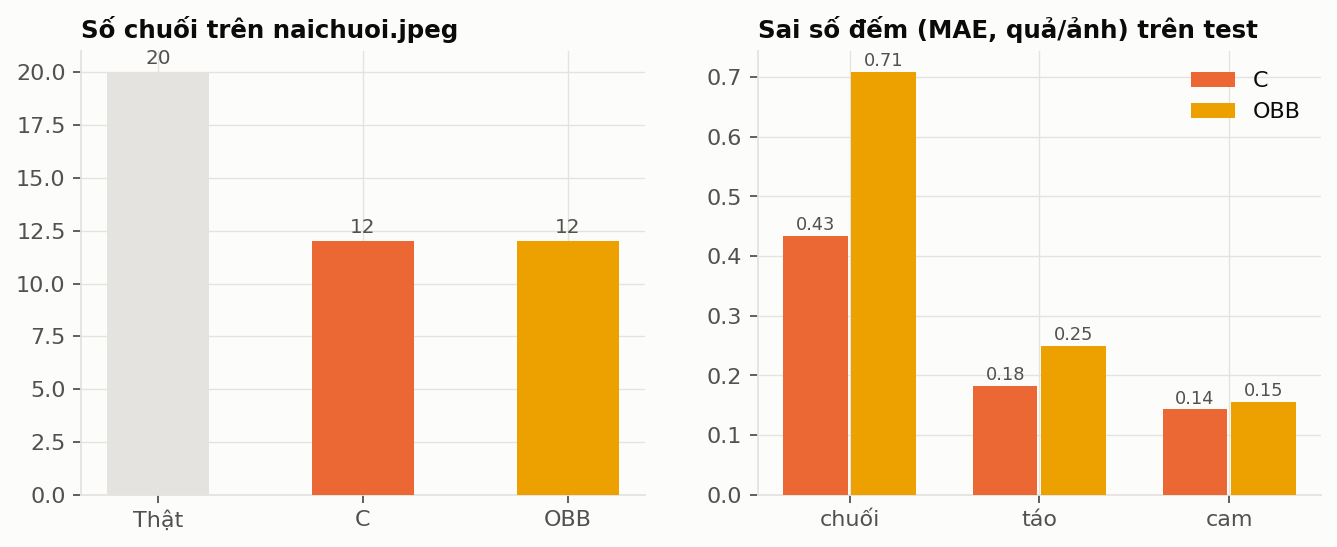 Số chuối trên naichuoi.jpeg
20.0
17.5
15.0
12.5
10.0
7.5
5.0
2.5
0.0
20
12
12
Thật
C
OBB
Sai số đếm (MAE, quả/ảnh) trên test
C
OBB
0.7
0.6
0.5
0.4
0.3
0.2
0.1
0.0
0.43
0.71
0.18
0.25
0.14
0.15
chuối
táo
cam